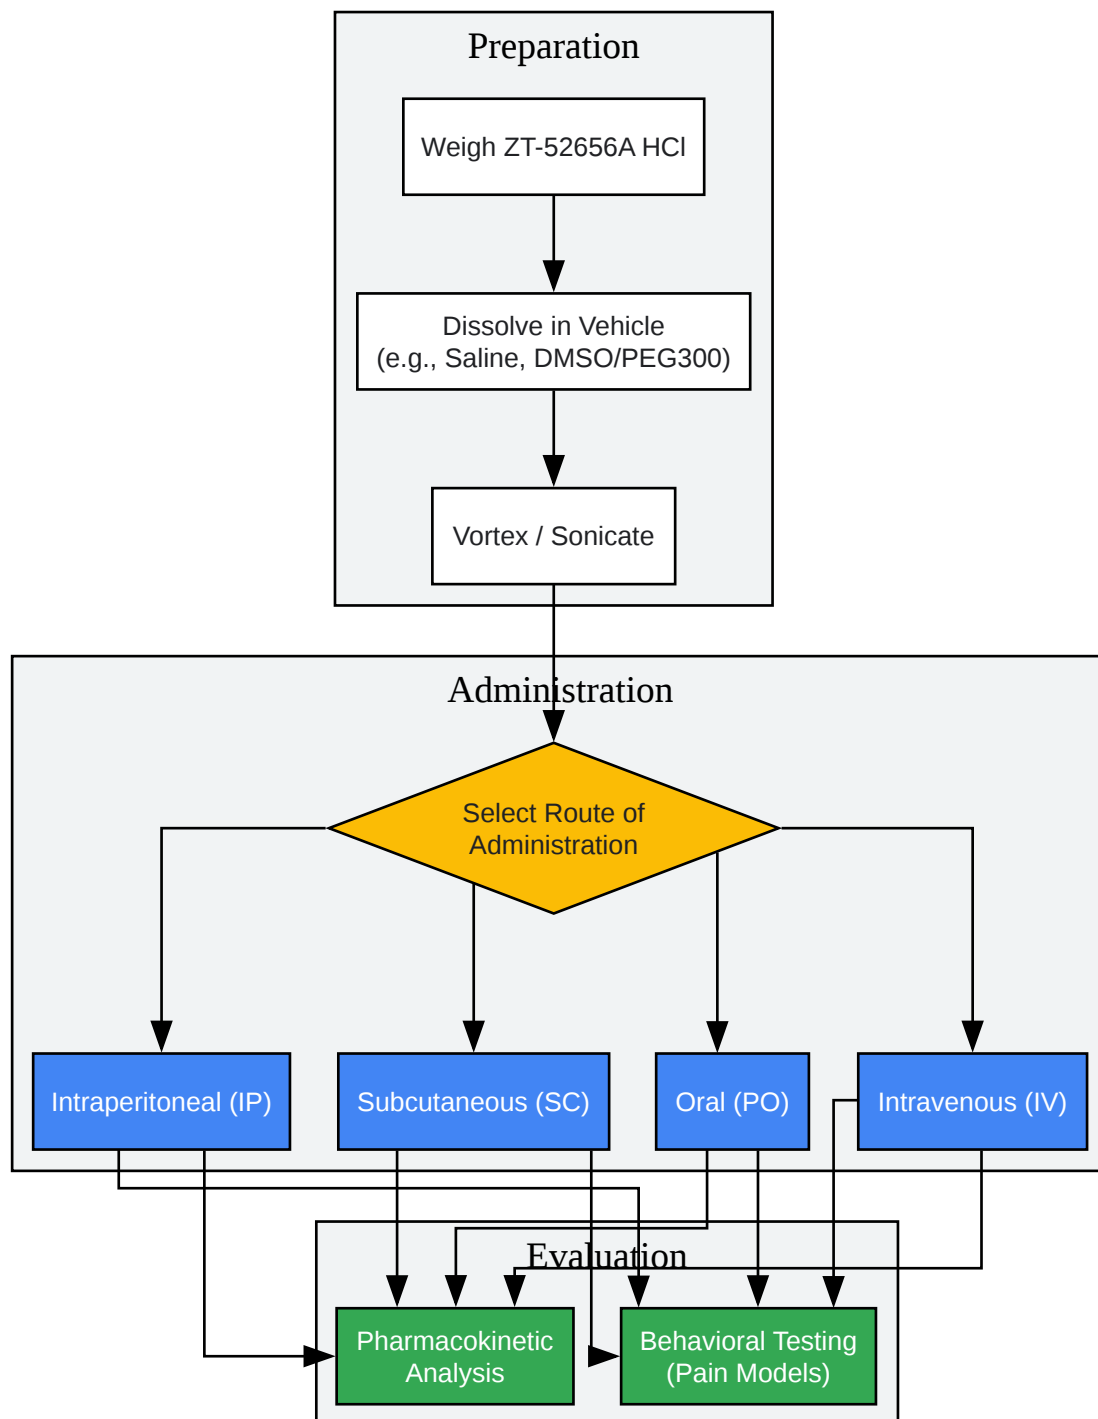 Preparation
Weigh ZT-52656A HCl
Dissolve in Vehicle
(e.g., Saline, DMSO/PEG300)
Vortex / Sonicate
Administration
Select Route of
Administration
Intraperitoneal (IP)
Subcutaneous (SC)
Oral (PO)
Intravenous (IV)
Evaluation
Pharmacokinetic
Analysis
Behavioral Testing
(Pain Models)